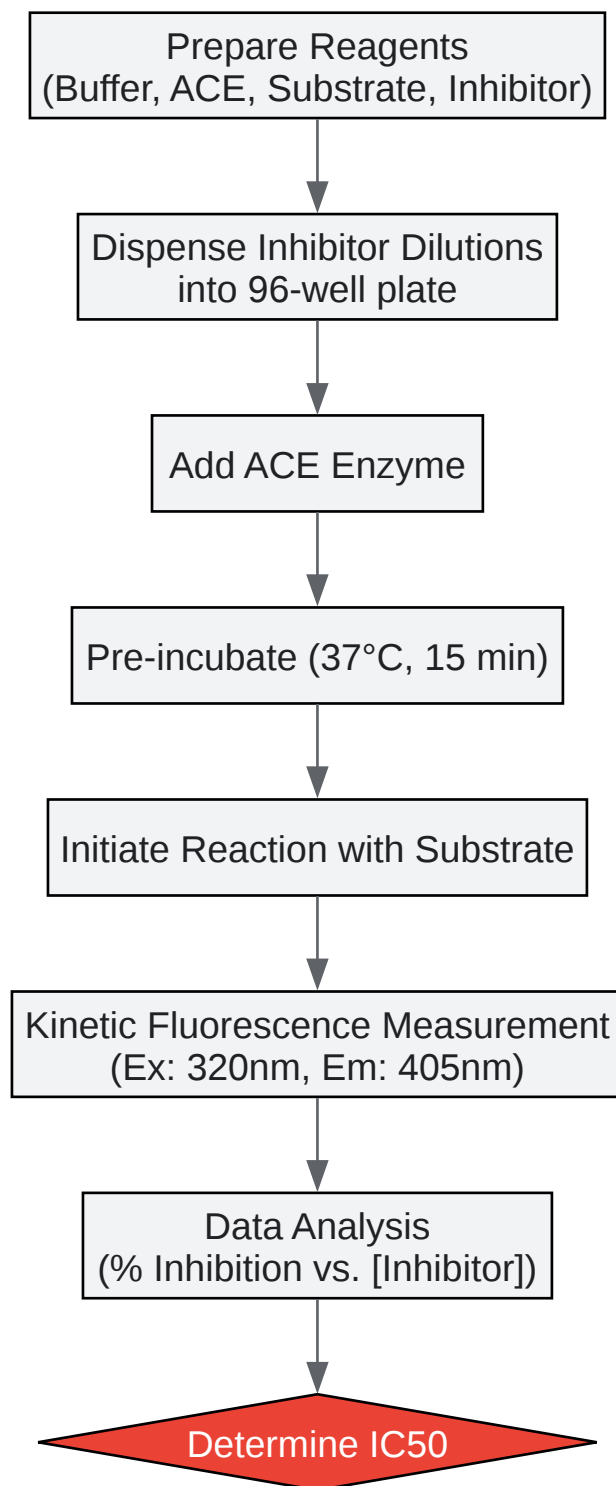 Prepare Reagents
(Buffer, ACE, Substrate, Inhibitor)
Dispense Inhibitor Dilutions
into 96-well plate
Add ACE Enzyme
Pre-incubate (37°C, 15 min)
Initiate Reaction with Substrate
Kinetic Fluorescence Measurement
(Ex: 320nm, Em: 405nm)
Data Analysis
(% Inhibition vs. [Inhibitor])
Determine IC50